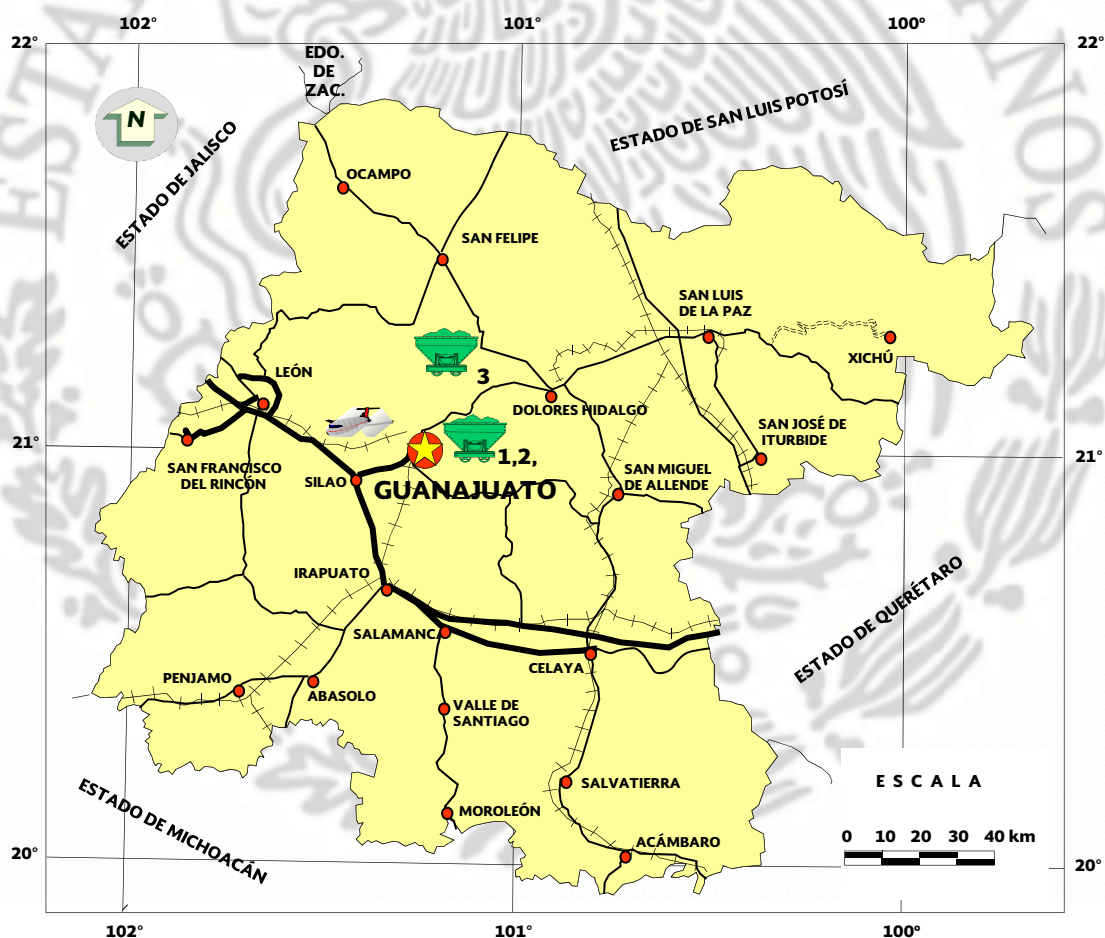 102°
101°
100°
22°
22°
EDO.
DE
ZAC.
N
ESTADO DE SAN LUIS POTOSÍ
ESTADO DE JALISCO
OCAMPO
SAN FELIPE
SAN LUIS
DE LA PAZ
XICHÚ
LEÓN
3
DOLORES HIDALGO
SAN JOSÉ DE
ITURBIDE
21°
21°
SAN FRANCISCO
DEL RINCÓN
SILAO
1,2,
GUANAJUATO
SAN MIGUEL
DE ALLENDE
IRAPUATO
ESTADO DE QUERÉTARO
SALAMANCA
CELAYA
PENJAMO
ABASOLO
VALLE DE
SANTIAGO
SALVATIERRA
MOROLEÓN
ACÁMBARO
ESTADO DE MICHOACÁN
ESCALA
0 10 20 30 40 km
20°
20°
102°
101°
100°